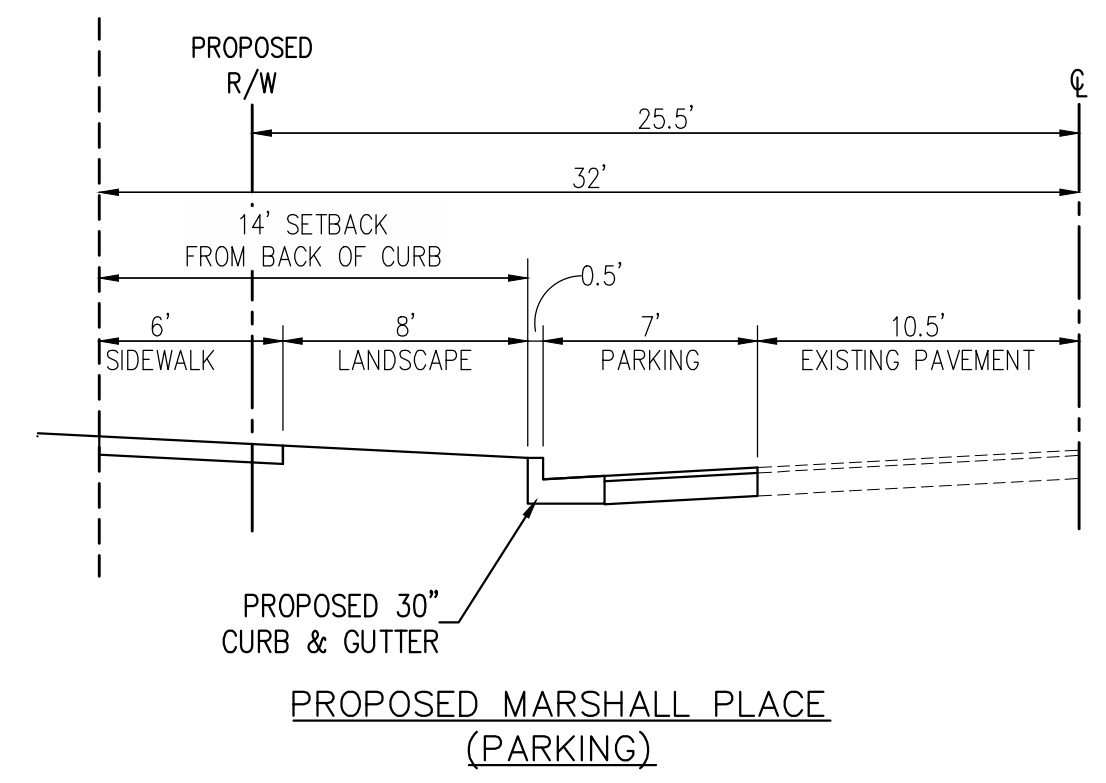 PROPOSED
R/W
℄
25.5'
32'
14' SETBACK
FROM BACK OF CURB
0.5'
6'
SIDEWALK
8'
LANDSCAPE
7'
PARKING
10.5'
EXISTING PAVEMENT
PROPOSED 30"
CURB & GUTTER
PROPOSED MARSHALL PLACE
(PARKING)